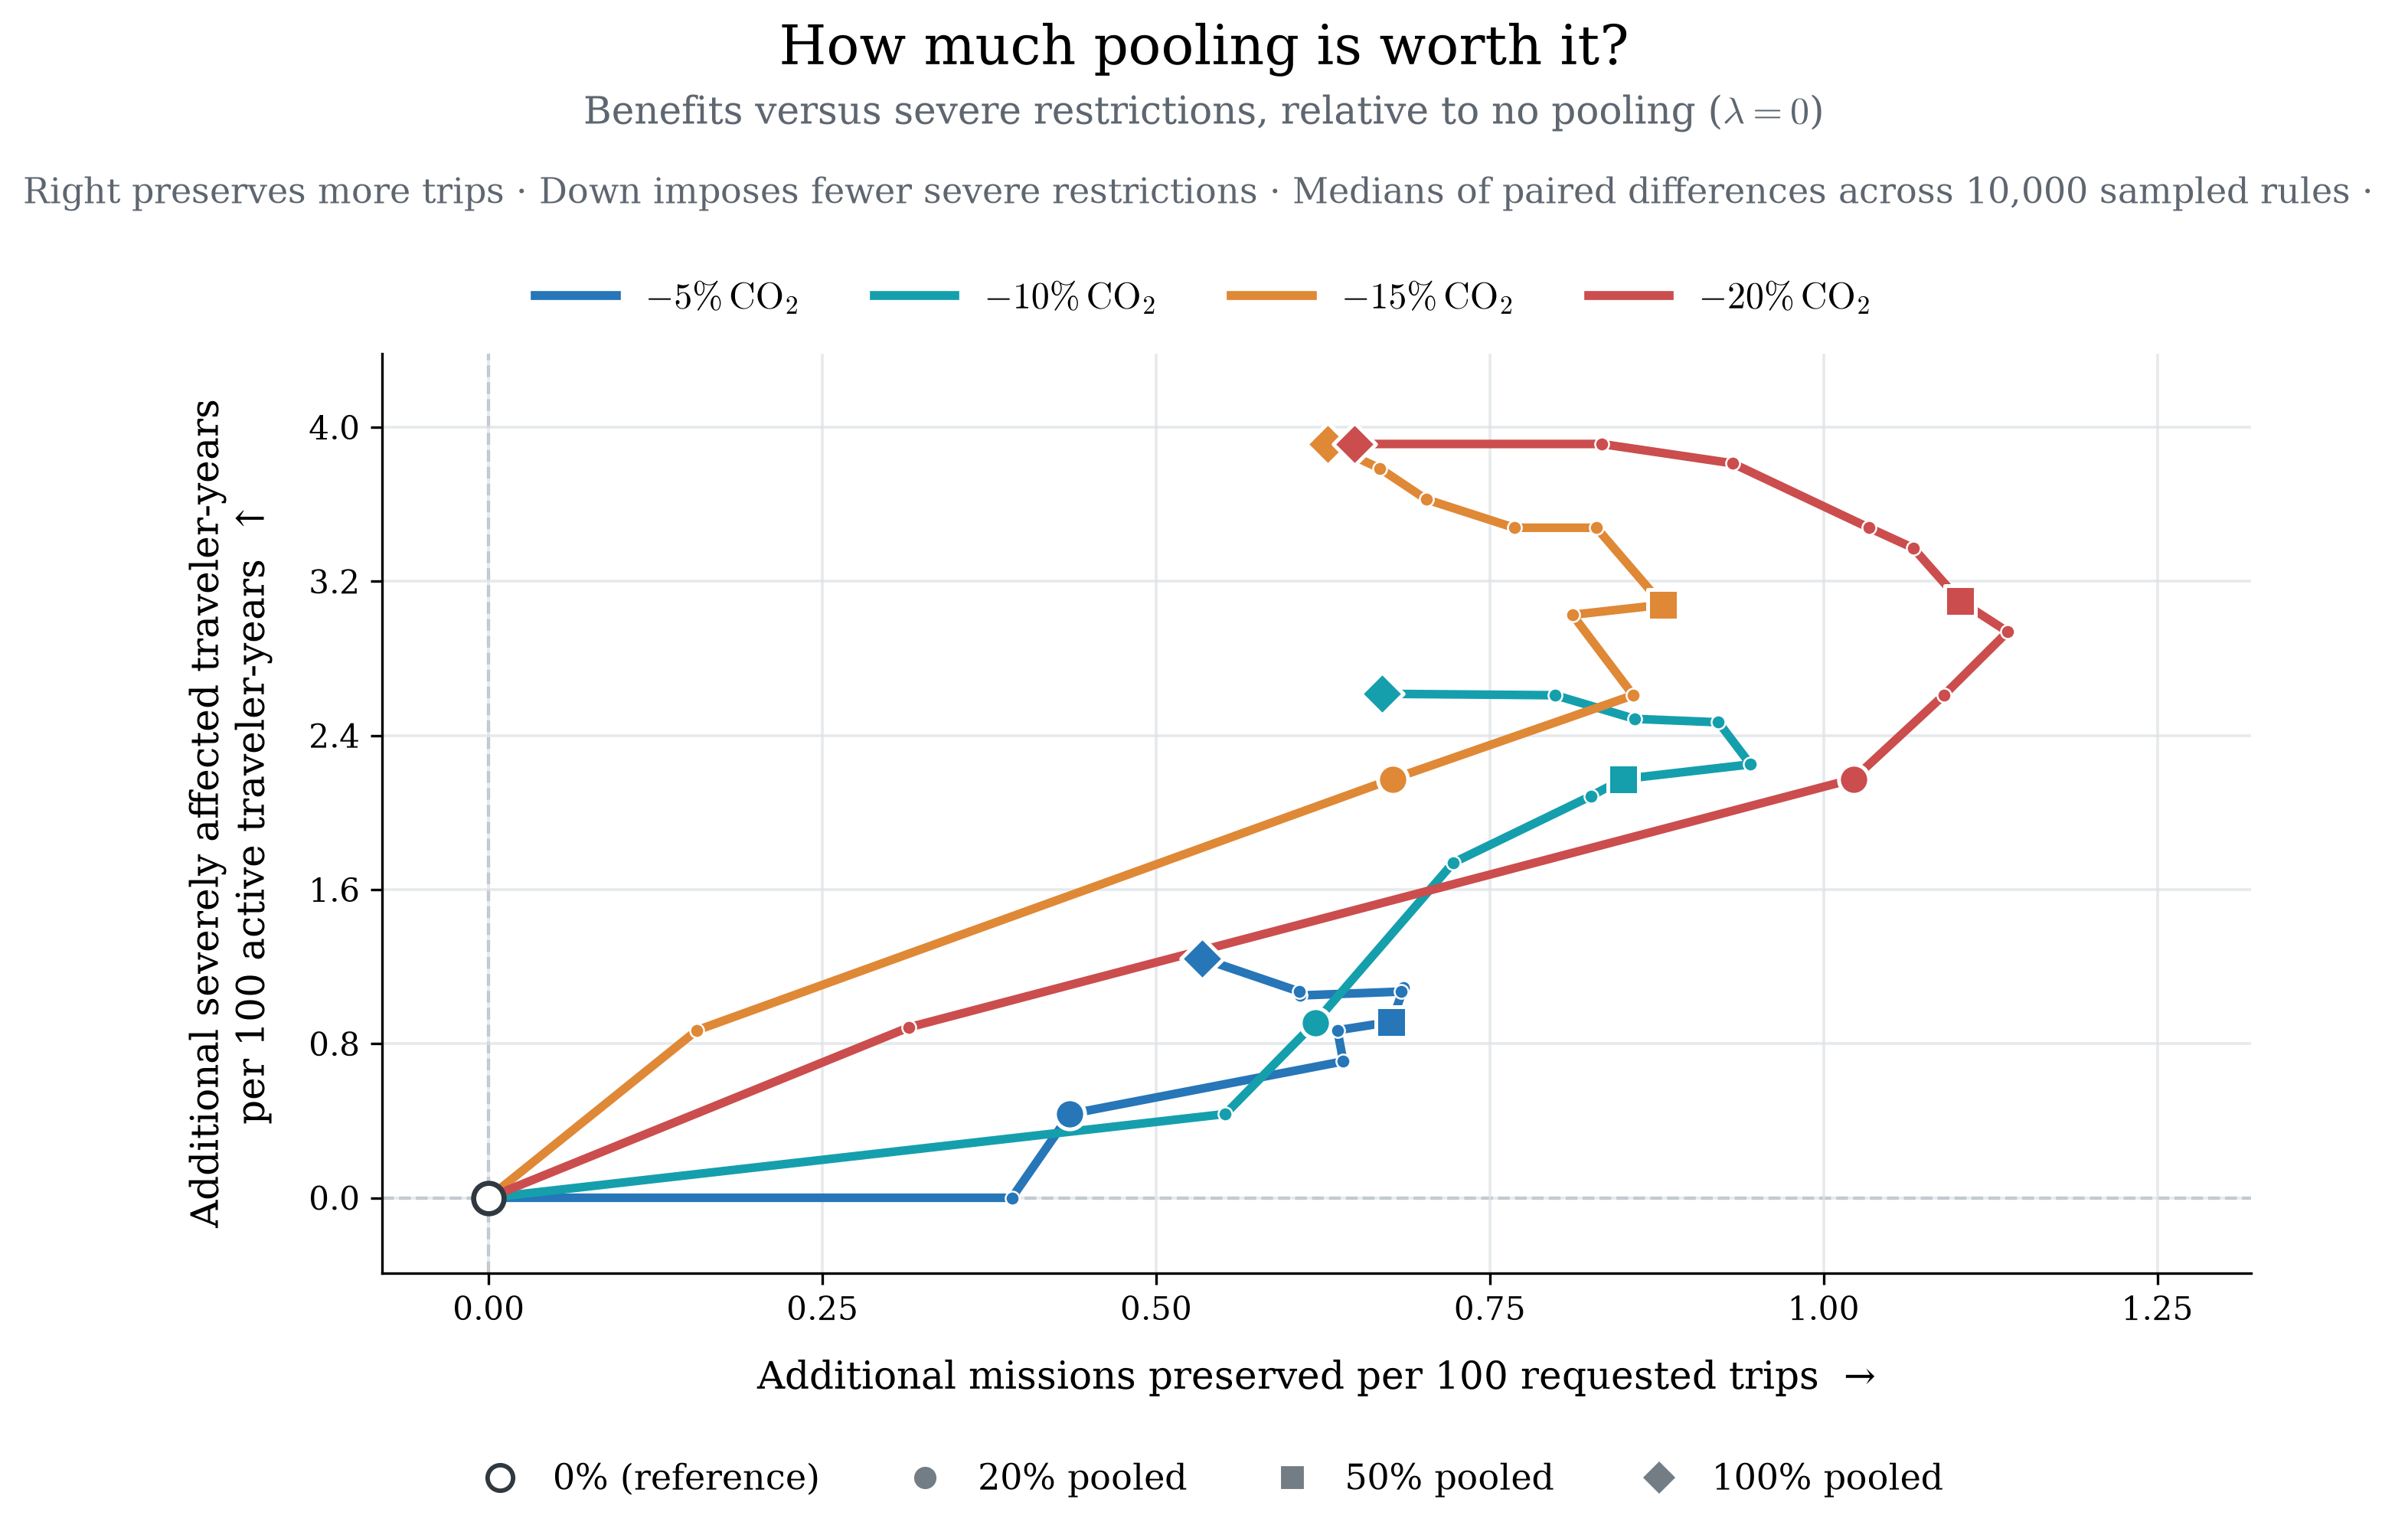 How much pooling is worth it?
Benefits versus severe restrictions, relative to no pooling (λ = 0)
Right preserves more trips · Down imposes fewer severe restrictions · Medians of paired differences across 10,000 sampled rules ·
−5% CO₂
−10% CO₂
−15% CO₂
−20% CO₂
Additional severely affected traveler-years
per 100 active traveler-years ↑
4.0
3.2
2.4
1.6
0.8
0.0
0.00
0.25
0.50
0.75
1.00
1.25
Additional missions preserved per 100 requested trips →
0% (reference)
20% pooled
50% pooled
100% pooled